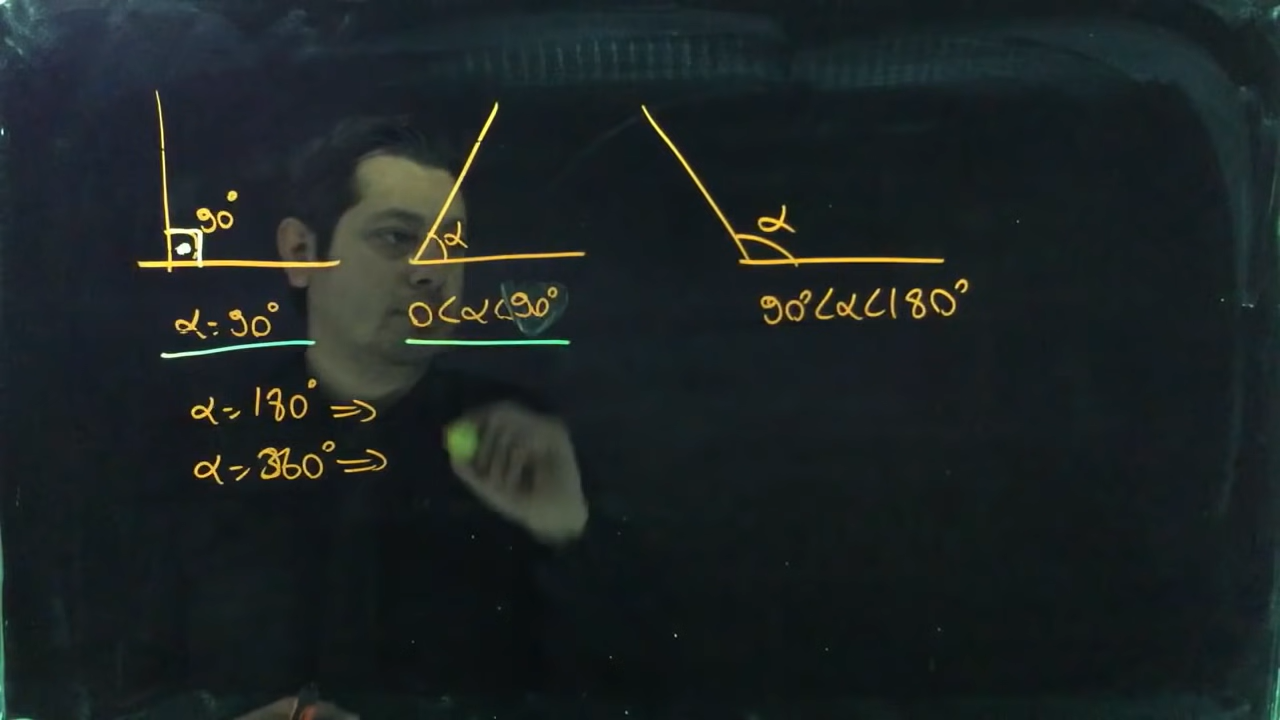 90°
α
α
α = 90°
0<α<90°
90°<α<180°
α = 180° ⇒
α = 360° ⇒